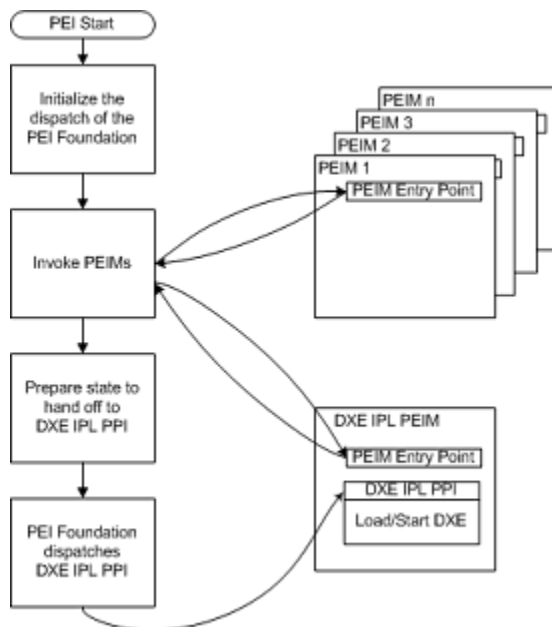 PEI Start
Initialize the
dispatch of the
PEI Foundation
Invoke PEIMs
Prepare state to
hand off to
DXE IPL PPI
PEI Foundation
dispatches
DXE IPL PPI
PEIM n
PEIM 3
PEIM 2
PEIM 1
PEIM Entry Point
DXE IPL PEIM
PEIM Entry Point
DXE IPL PPI
Load/Start DXE